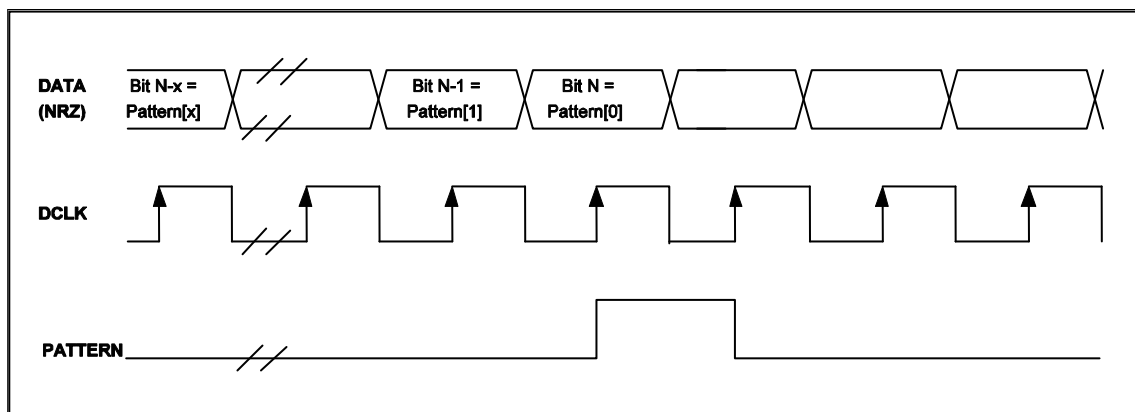 DATA
(NRZ)
Bit N-x =
Pattern[x]
Bit N-1 =
Pattern[1]
Bit N =
Pattern[0]
DCLK
PATTERN